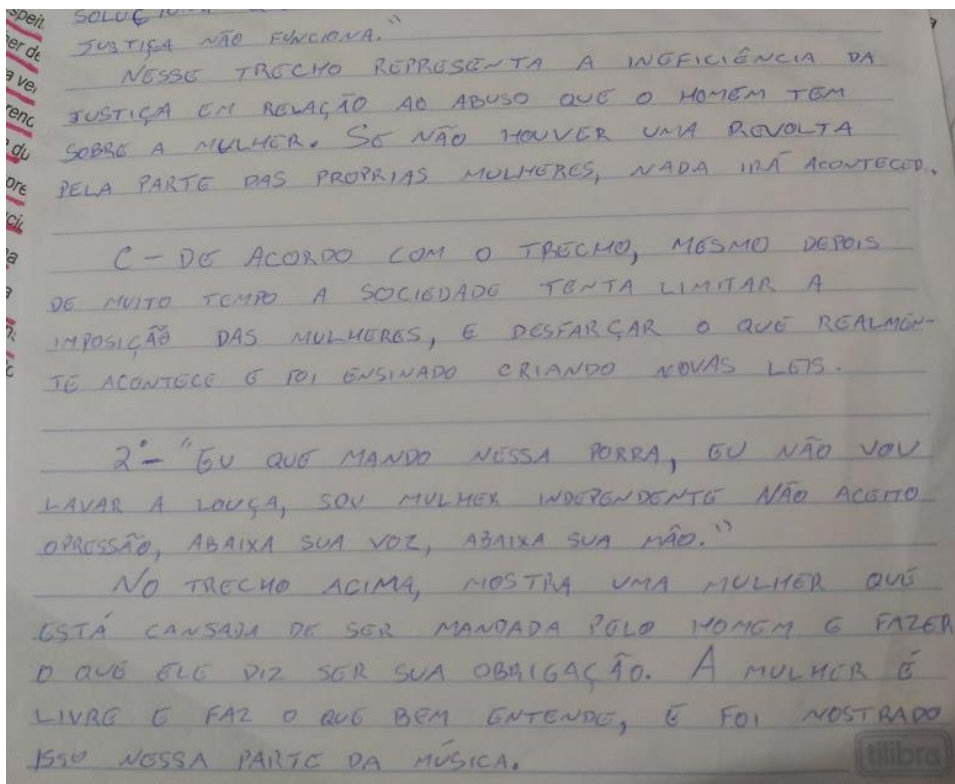 JUSTIÇA NÃO FUNCIONA."
NESSE TRECHO REPRESENTA A INEFICIÊNCIA DA
JUSTIÇA EM RELAÇÃO AO ABUSO QUE O HOMEM TEM
SOBRE A MULHER. SE NÃO HOUVER UMA REVOLTA
PELA PARTE DAS PROPRIAS MULHERES, NADA IRÁ ACONTECER.
C - DE ACORDO COM O TRECHO, MESMO DEPOIS
DE MUITO TEMPO A SOCIEDADE TENTA LIMITAR A
IMPOSIÇÃO DAS MULHERES, E DESFARÇAR O QUE REALMEN-
TE ACONTECE E FOI ENSINADO CRIANDO NOVAS LEIS.
2° - "EU QUE MANDO NESSA PORRA, EU NÃO VOU
LAVAR A LOUÇA, SOU MULHER INDEPENDENTE NÃO ACEITO
OPRESSÃO, ABAIXA SUA VOZ, ABAIXA SUA MÃO."
NO TRECHO ACIMA, MOSTRA UMA MULHER QUE
ESTÁ CANSADA DE SER MANDADA PELO HOMEM E FAZER
O QUE ELE DIZ SER SUA OBRIGAÇÃO. A MULHER É
LIVRE E FAZ O QUE BEM ENTENDE, E FOI MOSTRADO
ISSO NESSA PARTE DA MÚSICA.
tilibra